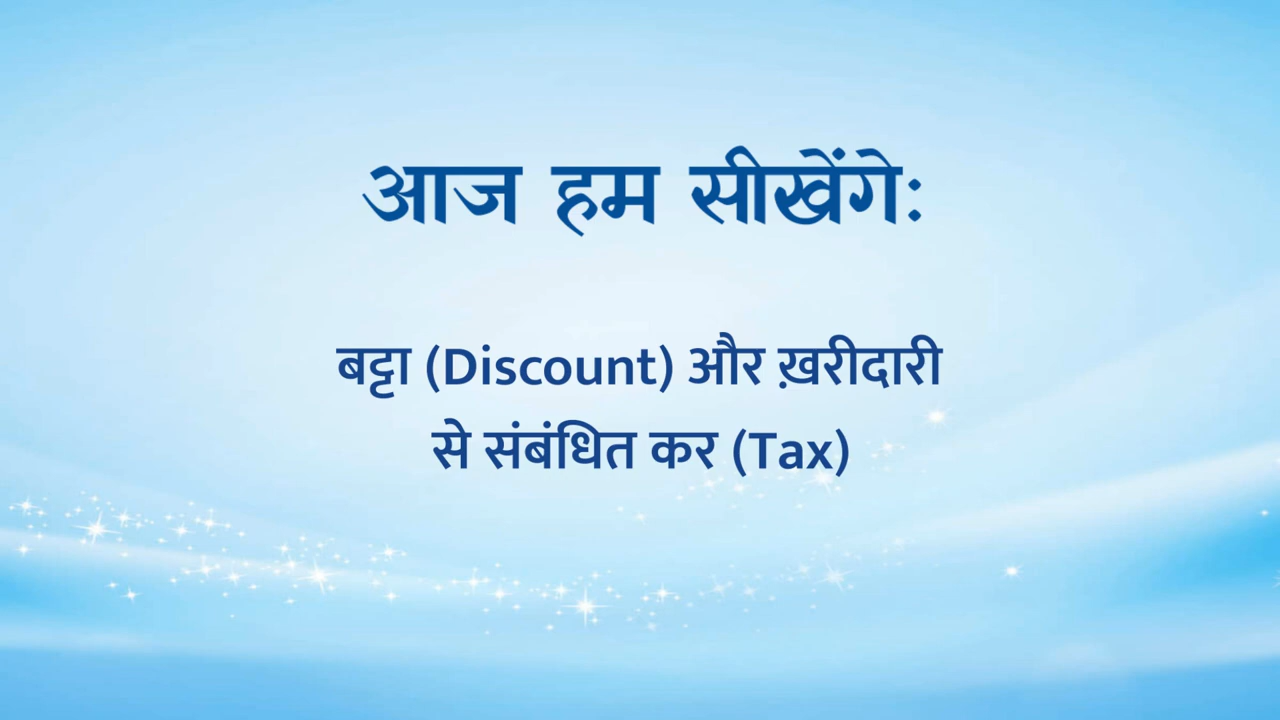 आज हम सीखेंगे:
बट्टा (Discount) और ख़रीदारी
से संबंधित कर (Tax)